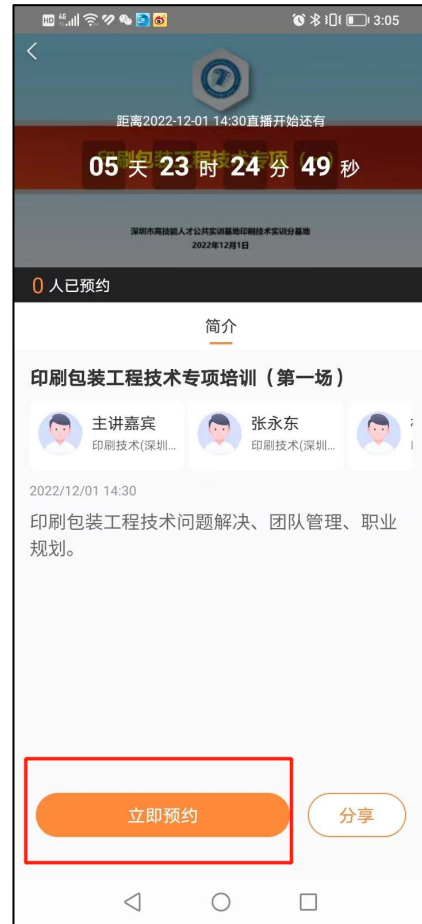 HD 46 3:05
距离2022-12-01 14:30直播开始还有
05 天 23 时 24 分 49 秒
深圳市高技能人才公共实训基地印刷技术实训分基地
2022年12月1日
0 人已预约
简介
印刷包装工程技术专项培训（第一场）
主讲嘉宾 张永东
印刷技术(深圳... 印刷技术(深圳...
2022/12/01 14:30
印刷包装工程技术问题解决、团队管理、职业
规划。
立即预约 分享